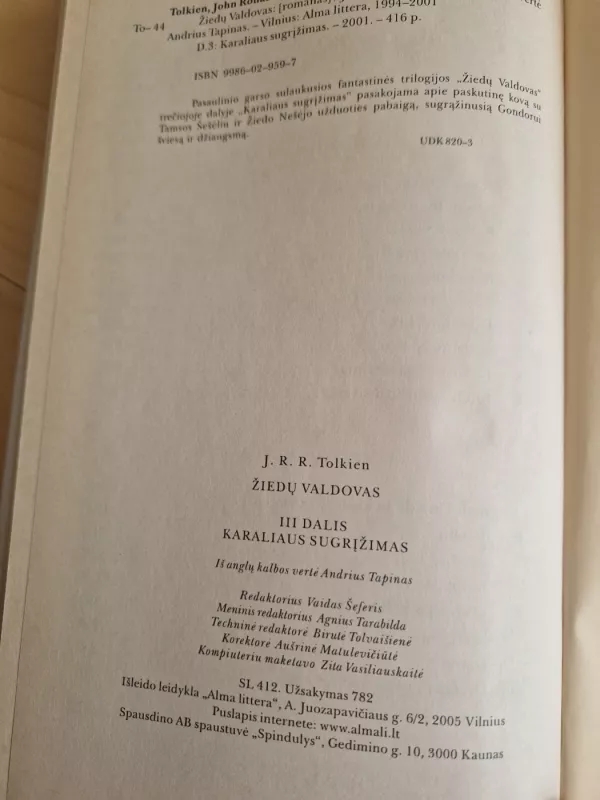 Tolkien, John
To–44
Žiedų Valdovas: [romanas]
Andrius Tapinas. – Vilnius: Alma littera, 1994–2001
D.3: Karaliaus sugrįžimas. – 2001. – 416 p.
ISBN 9986–02–959–7
Pasaulinio garso sulaukusios fantastinės trilogijos „Žiedų Valdovas“
trečiojoje dalyje „Karaliaus sugrįžimas“ pasakojama apie paskutinę kovą su
Tamsos Šešėliu ir Žiedo Nešėjo užduoties pabaigą, sugrąžinusią Gondorui
šviesą ir džiaugsmą.
UDK 820–3
J. R. R. Tolkien
ŽIEDŲ VALDOVAS
III DALIS
KARALIAUS SUGRĮŽIMAS
Iš anglų kalbos vertė Andrius Tapinas
Redaktorius Vaidas Šeferis
Meninis redaktorius Agnius Tarabilda
Techninė redaktorė Birutė Tolvaišienė
Korektorė Aušrinė Matulevičiūtė
Kompiuteriu maketavo Zita Vasiliauskaitė
SL 412. Užsakymas 782
Išleido leidykla „Alma littera“, A. Juozapavičiaus g. 6/2, 2005 Vilnius
Puslapis internete: www.almali.lt
Spausdino AB spaustuvė „Spindulys“, Gedimino g. 10, 3000 Kaunas